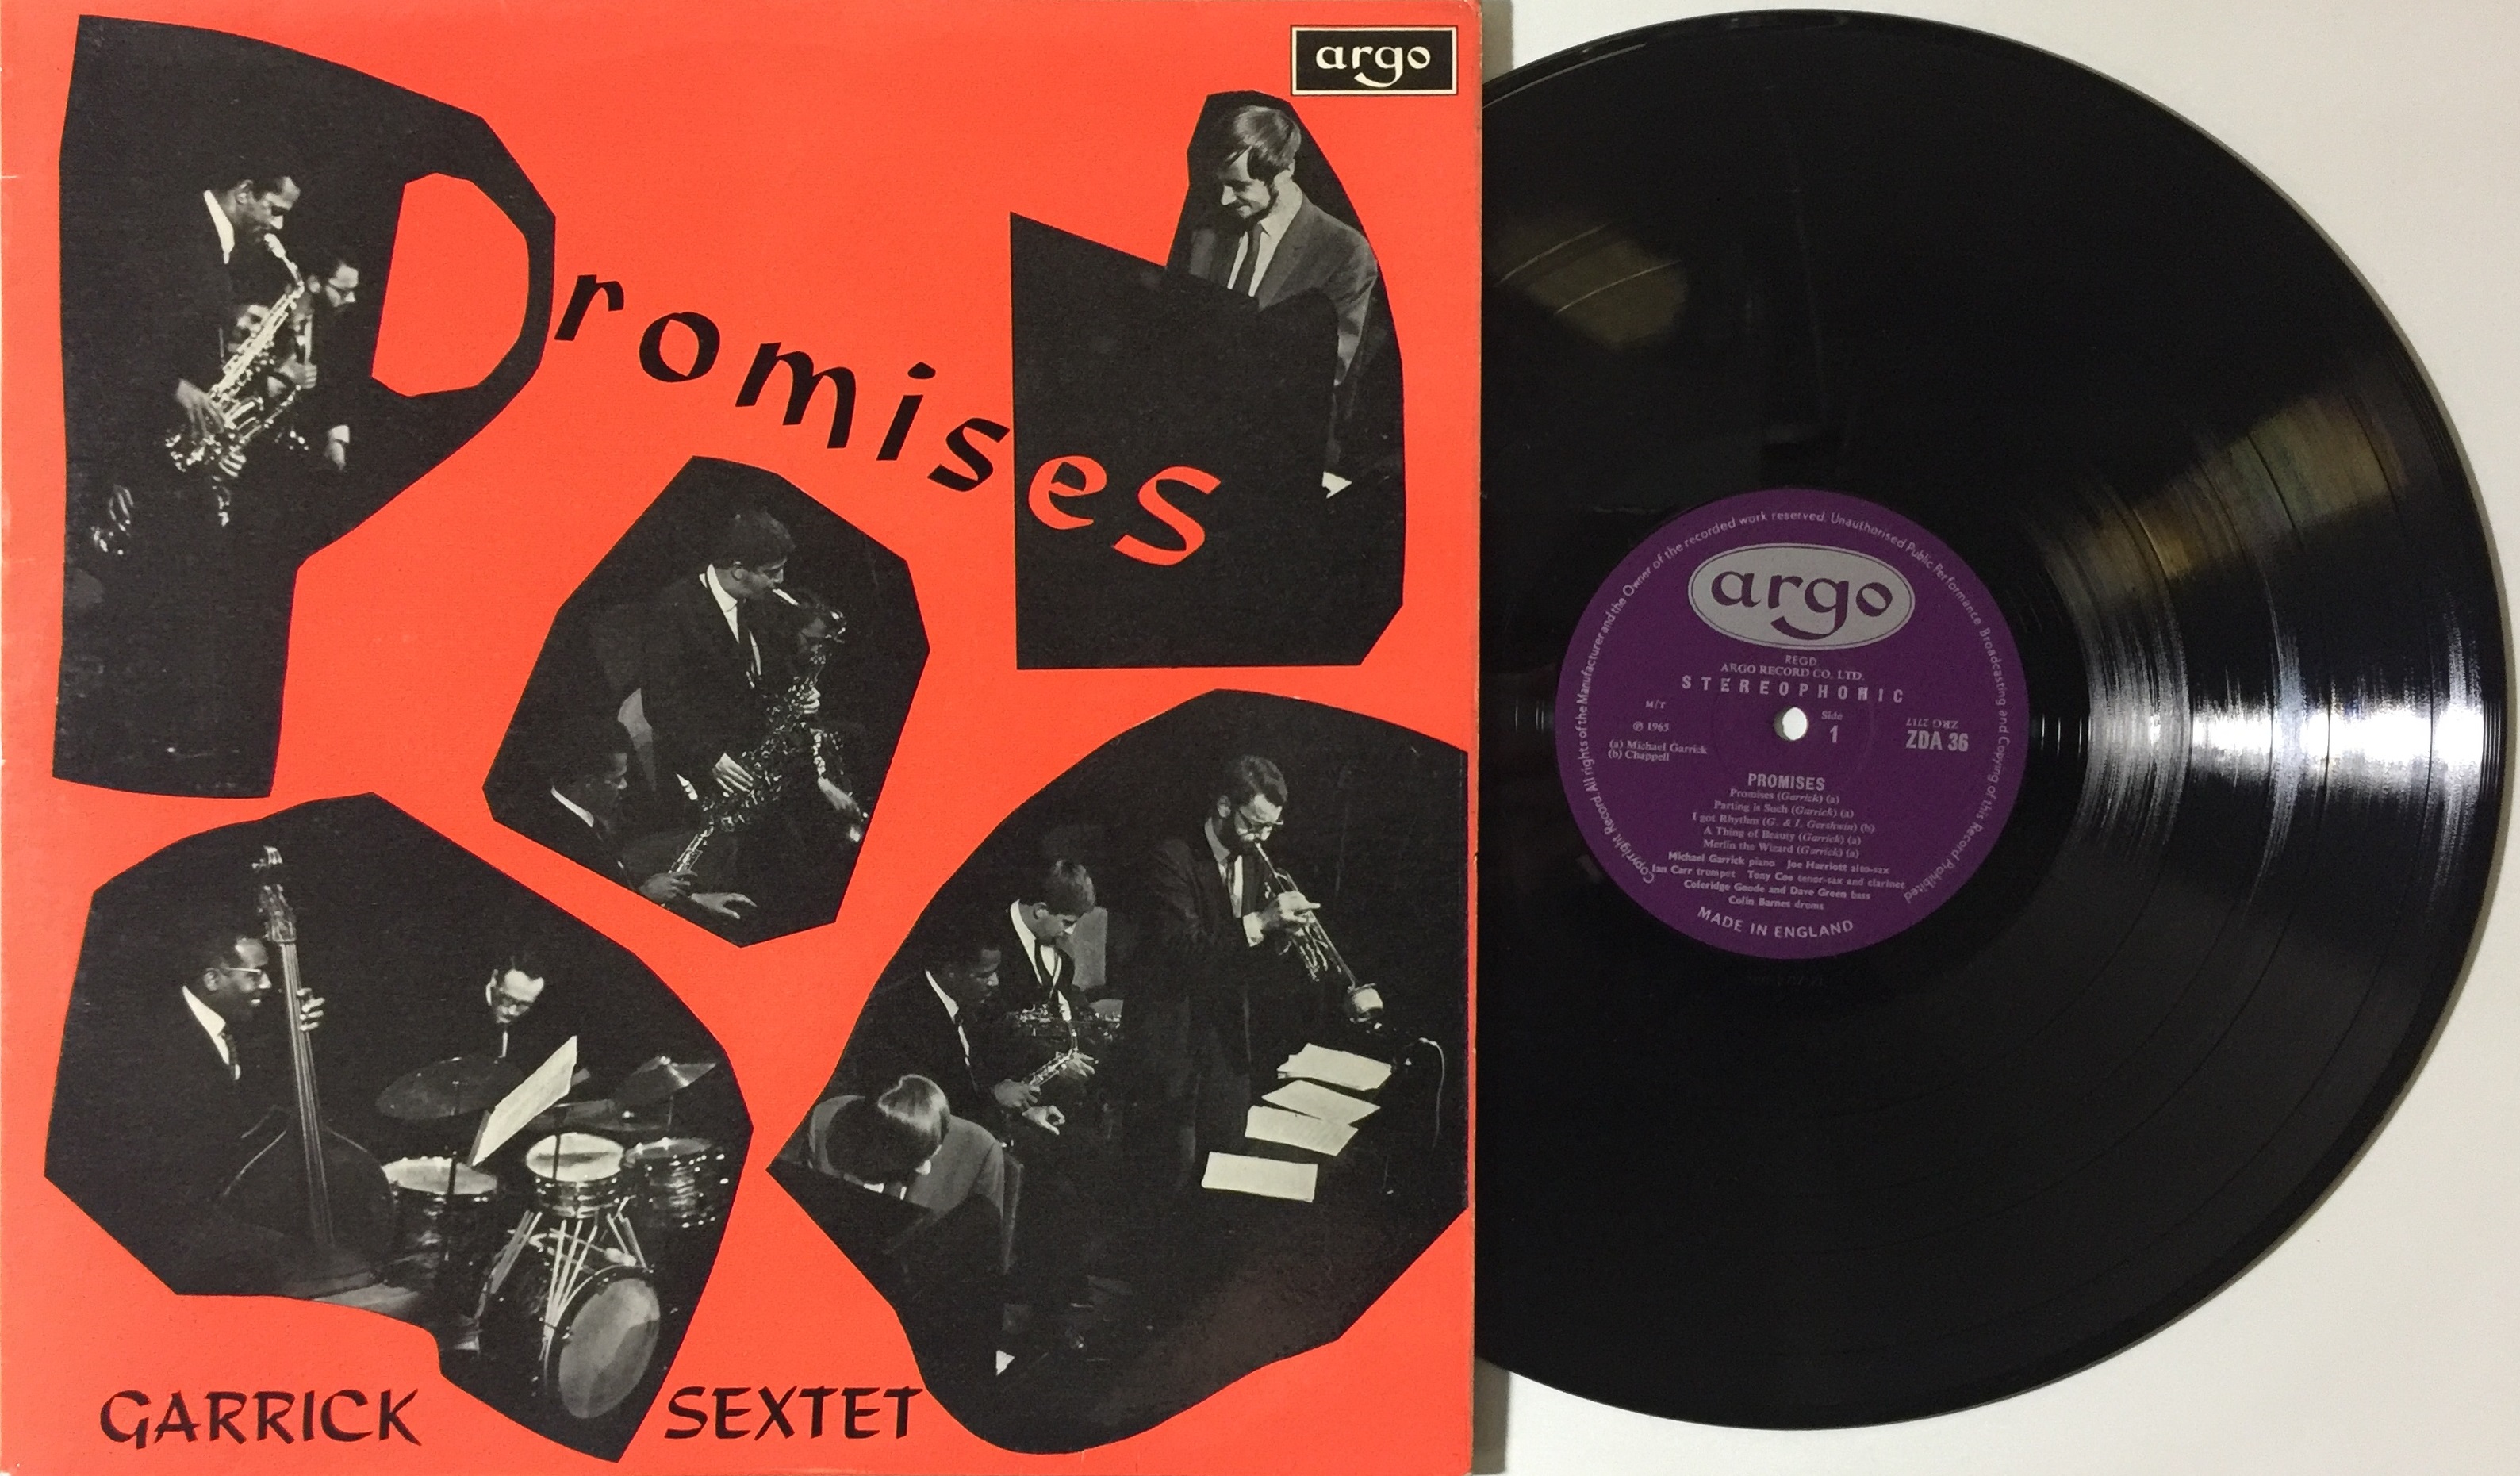 argo
Promises
GARRICK SEXTET
Copyright Record All rights of the Manufacturer and the Owner of the recorded work reserved. Unauthorised Public Performance Broadcasting and Copying of this Record Prohibited
argo
REGD
ARGO RECORD CO. LTD.
STEREOPHONIC
M/T
℗ 1965
(a) Michael Garrick
(b) Chappell
Side
1
ZRG 2717
ZDA 36
PROMISES
Promises (Garrick) (a)
Parting is Such (Garrick) (a)
I got Rhythm (G. & I. Gershwin) (b)
A Thing of Beauty (Garrick) (a)
Merlin the Wizard (Garrick) (a)
Michael Garrick piano Joe Harriott alto-sax
Ian Carr trumpet Tony Coe tenor-sax and clarinet
Coleridge Goode and Dave Green bass
Colin Barnes drums
MADE IN ENGLAND